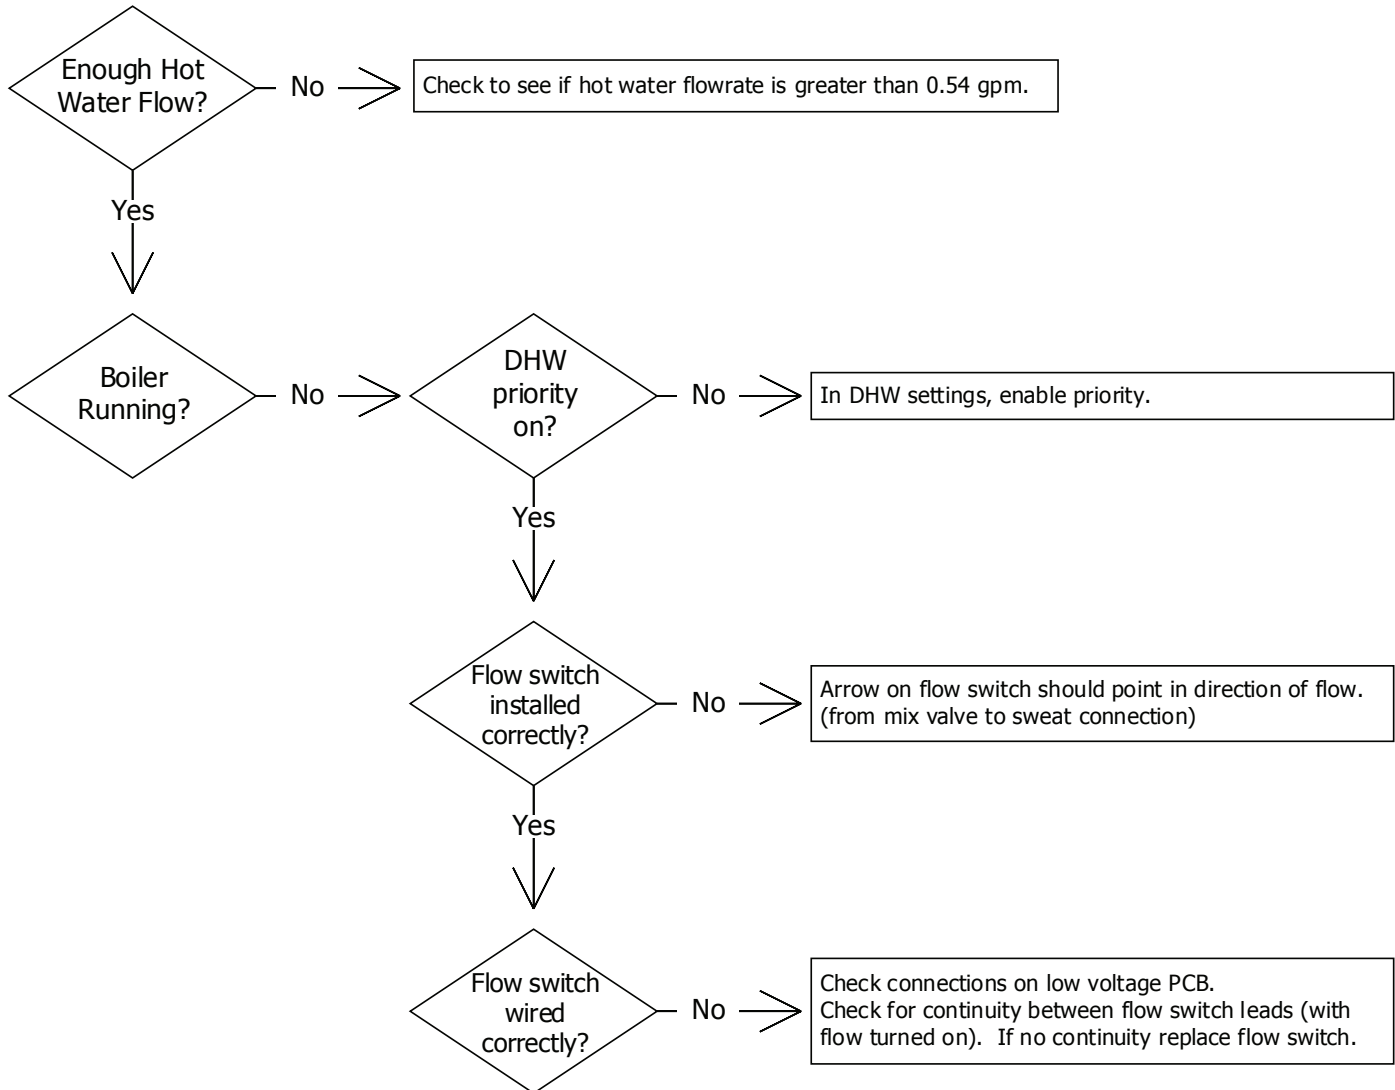 Enough Hot
Water Flow?
No
Check to see if hot water flowrate is greater than 0.54 gpm.
Yes
Boiler
Running?
No
DHW
priority
on?
No
In DHW settings, enable priority.
Yes
Flow switch
installed
correctly?
No
Arrow on flow switch should point in direction of flow.
(from mix valve to sweat connection)
Yes
Flow switch
wired
correctly?
No
Check connections on low voltage PCB.
Check for continuity between flow switch leads (with
flow turned on).  If no continuity replace flow switch.